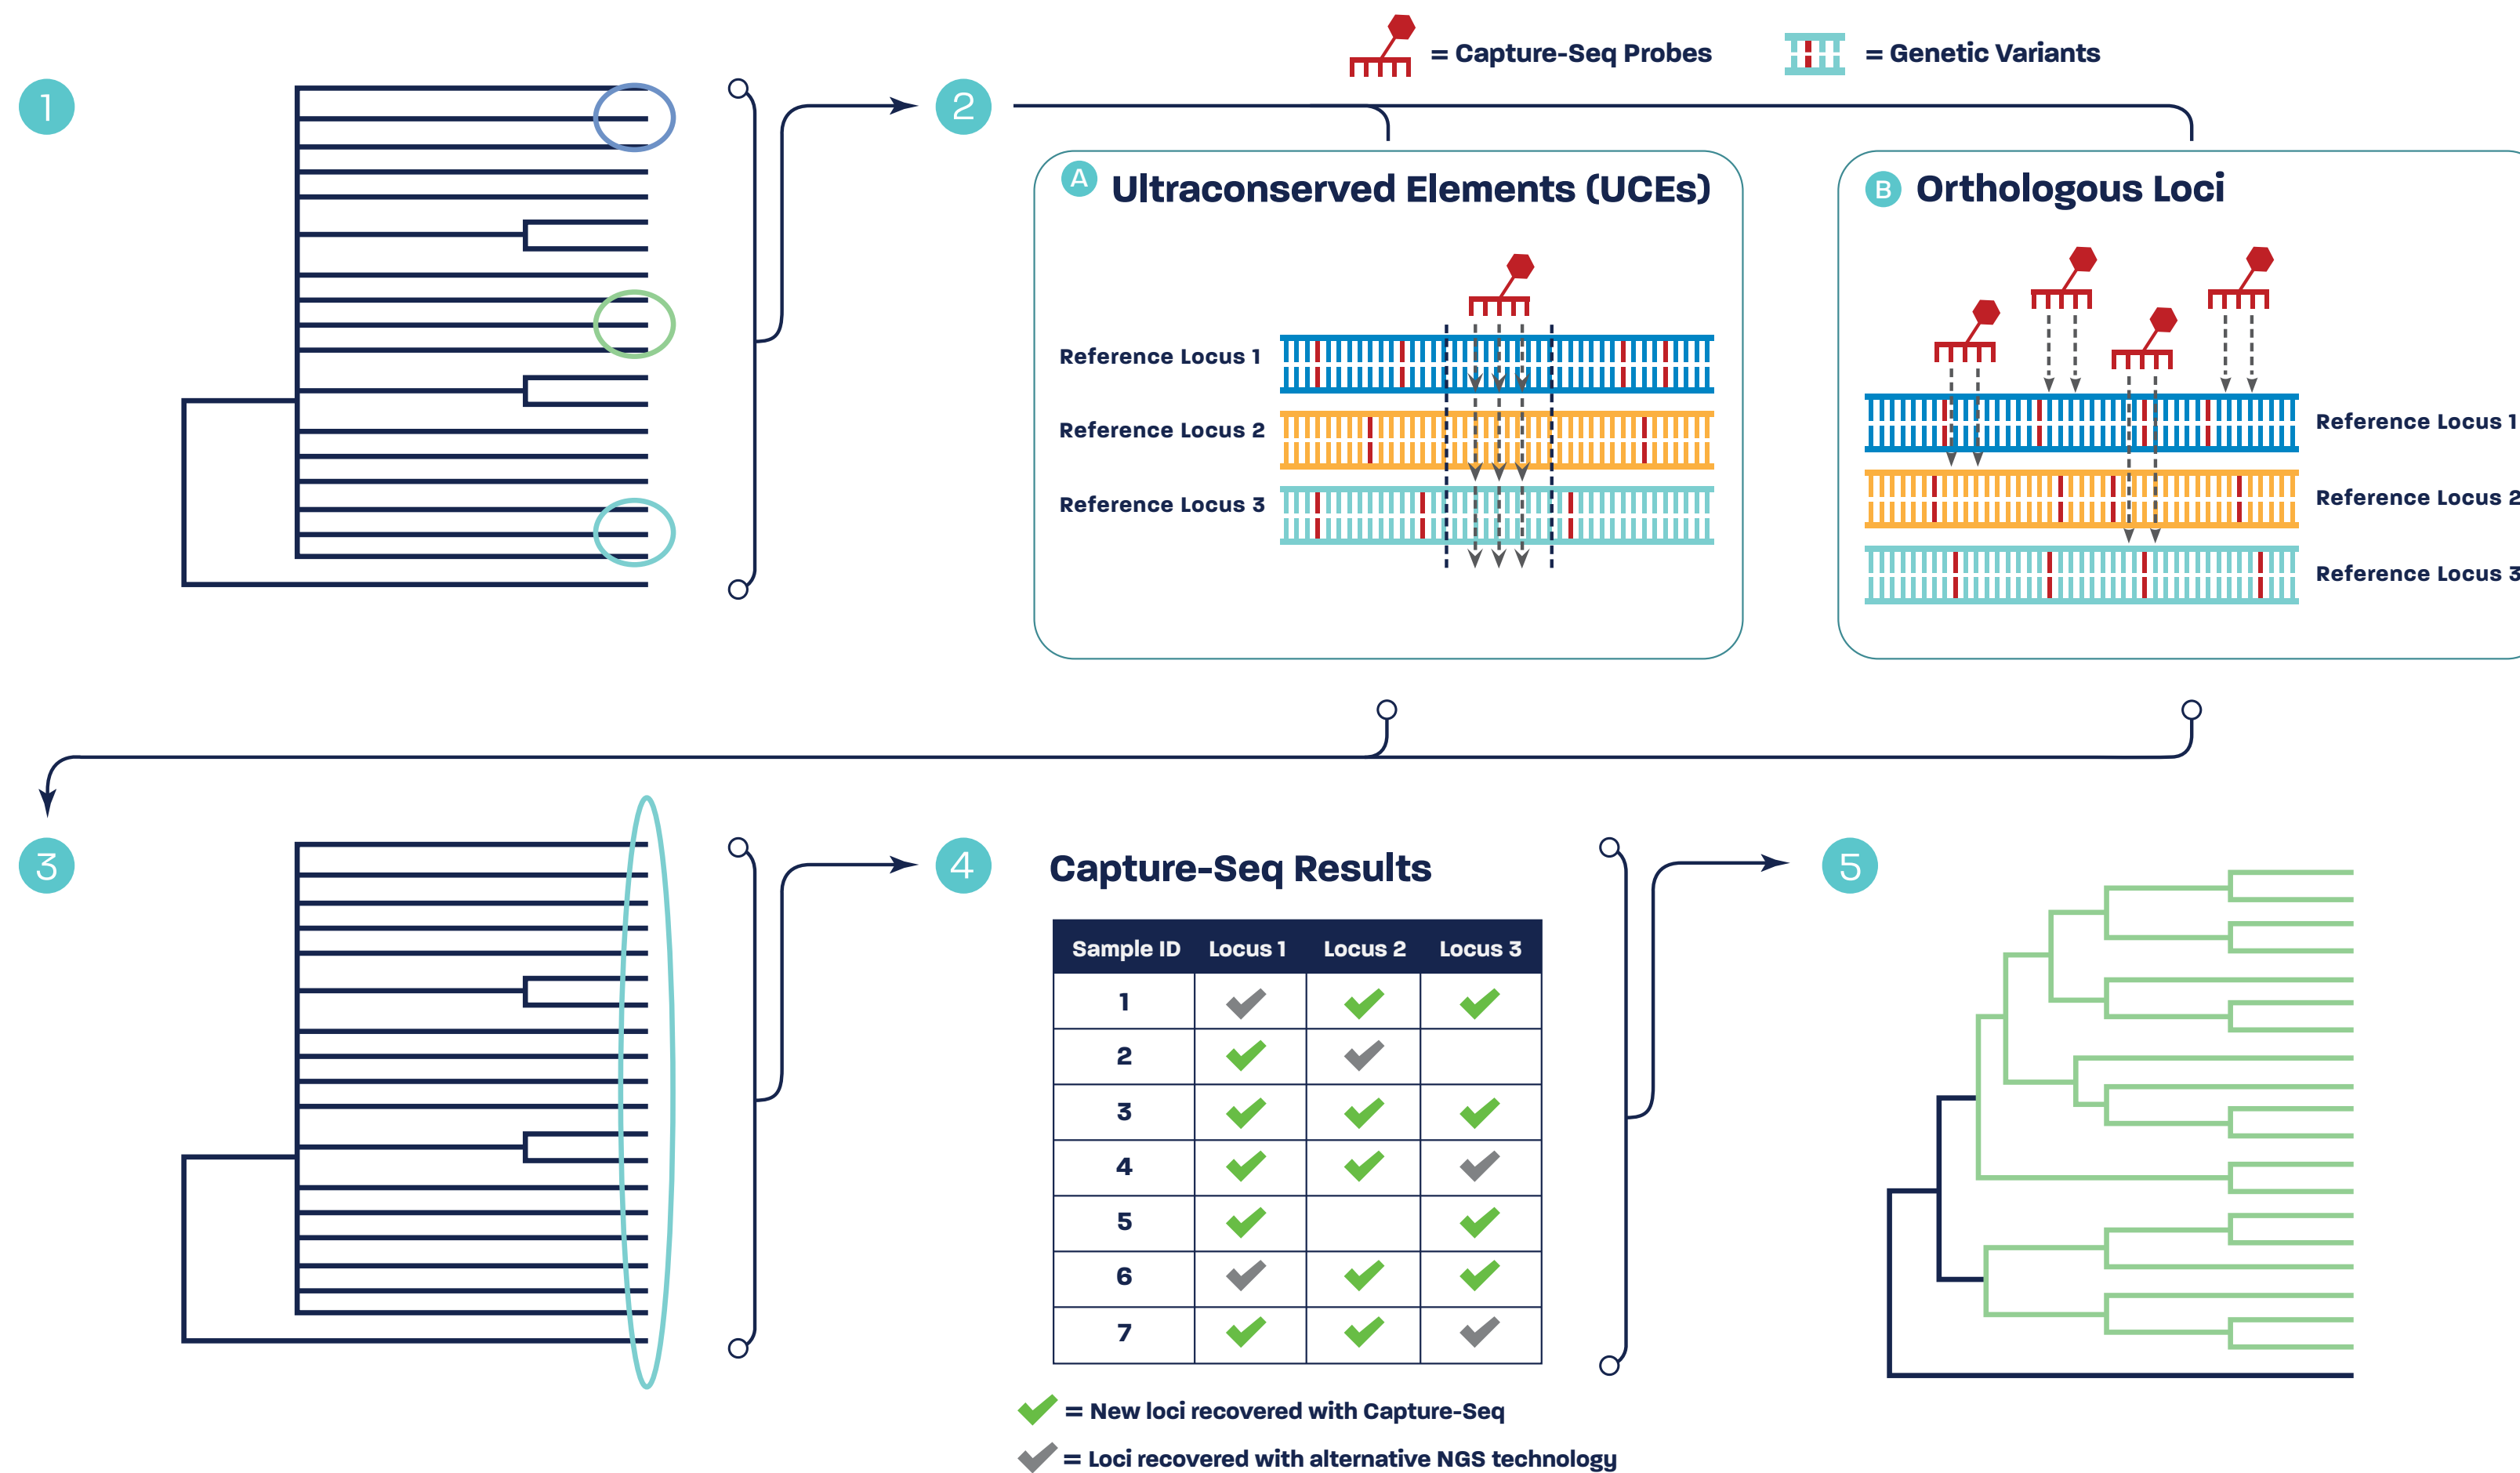 = Capture-Seq Probes
= Genetic Variants
1
2
A
Ultraconserved Elements (UCEs)
Reference Locus 1
Reference Locus 2
Reference Locus 3
B
Orthologous Loci
Reference Locus 1
Reference Locus 2
Reference Locus 3
3
4
Capture-Seq Results
Sample ID Locus 1 Locus 2 Locus 3
1
2
3
4
5
6
7
= New loci recovered with Capture-Seq
= Loci recovered with alternative NGS technology
5